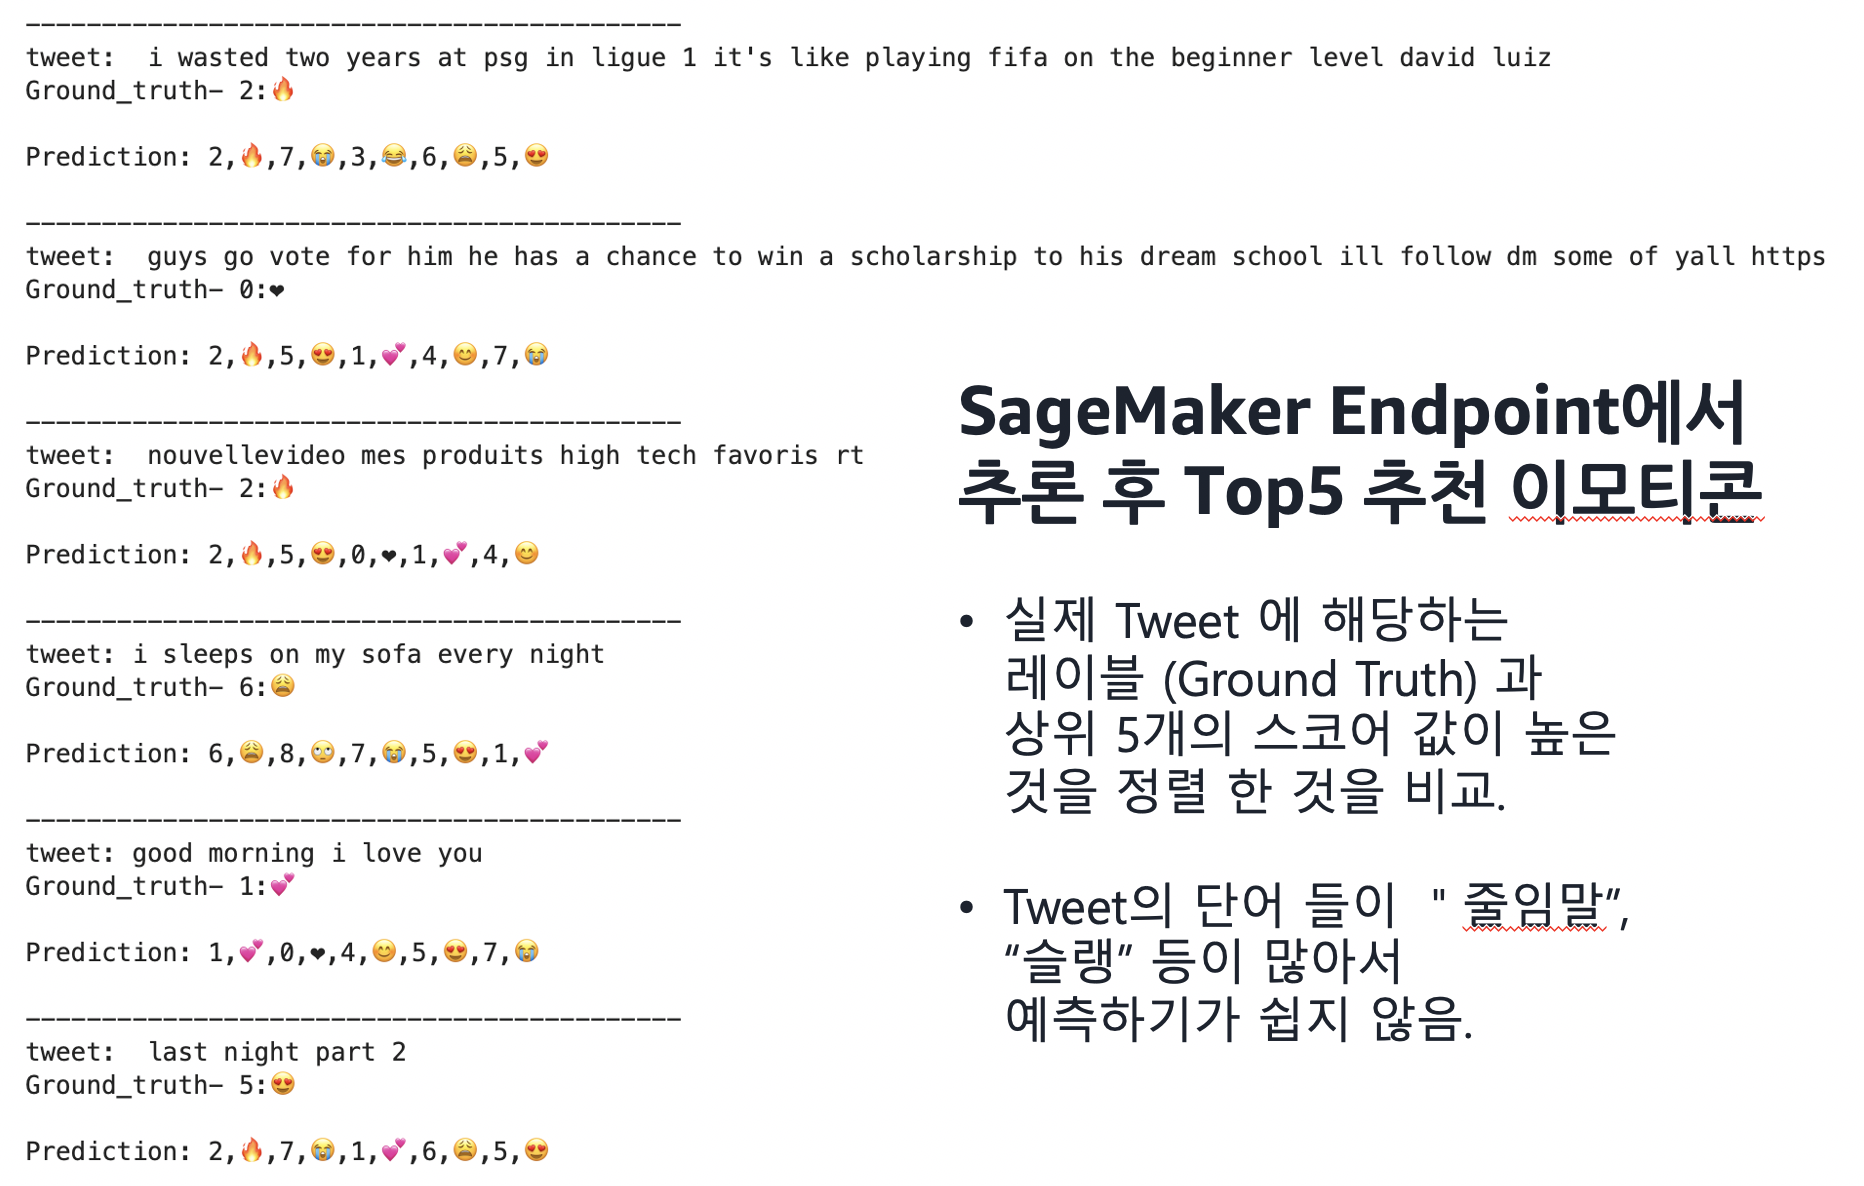 -------------------------------------------
tweet:  i wasted two years at psg in ligue 1 it's like playing fifa on the beginner level david luiz
Ground_truth- 2:🔥
Prediction: 2,🔥,7,😭,3,😂,6,😩,5,😍
-------------------------------------------
tweet:  guys go vote for him he has a chance to win a scholarship to his dream school ill follow dm some of yall https
Ground_truth- 0:❤
Prediction: 2,🔥,5,😍,1,💕,4,😊,7,😭
-------------------------------------------
tweet:  nouvellevideo mes produits high tech favoris rt
Ground_truth- 2:🔥
Prediction: 2,🔥,5,😍,0,❤,1,💕,4,😊
-------------------------------------------
tweet: i sleeps on my sofa every night
Ground_truth- 6:😩
Prediction: 6,😩,8,🙄,7,😭,5,😍,1,💕
-------------------------------------------
tweet: good morning i love you
Ground_truth- 1:💕
Prediction: 1,💕,0,❤,4,😊,5,😍,7,😭
-------------------------------------------
tweet:  last night part 2
Ground_truth- 5:😍
Prediction: 2,🔥,7,😭,1,💕,6,😩,5,😍
SageMaker Endpoint에서
추론 후 Top5 추천 이모티콘
• 실제 Tweet 에 해당하는
레이블 (Ground Truth) 과
상위 5개의 스코어 값이 높은
것을 정렬 한 것을 비교.
• Tweet의 단어 들이  " 줄임말”,
“슬랭” 등이 많아서
예측하기가 쉽지 않음.